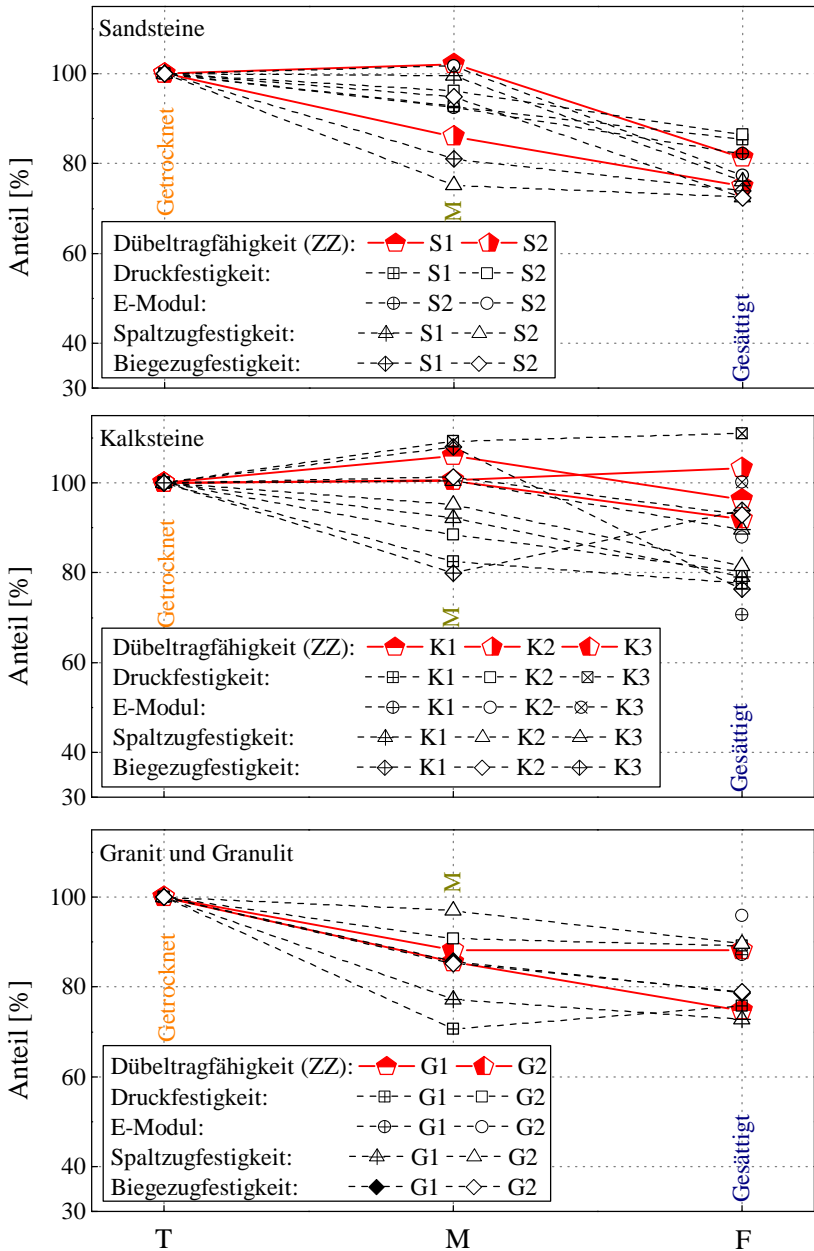 Sandsteine
100
80
60
40
30
Anteil [%]
Getrocknet
M
Gesättigt
Dübeltragfähigkeit (ZZ): S1 S2
Druckfestigkeit: S1 S2
E-Modul: S2 S2
Spaltzugfestigkeit: S1 S2
Biegezugfestigkeit: S1 S2
Kalksteine
100
80
60
40
30
Anteil [%]
Getrocknet
M
Gesättigt
Dübeltragfähigkeit (ZZ): K1 K2 K3
Druckfestigkeit: K1 K2 K3
E-Modul: K1 K2 K3
Spaltzugfestigkeit: K1 K2 K3
Biegezugfestigkeit: K1 K2 K3
Granit und Granulit
100
80
60
40
30
Anteil [%]
Getrocknet
M
Gesättigt
Dübeltragfähigkeit (ZZ): G1 G2
Druckfestigkeit: G1 G2
E-Modul: G1 G2
Spaltzugfestigkeit: G1 G2
Biegezugfestigkeit: G1 G2
T M F